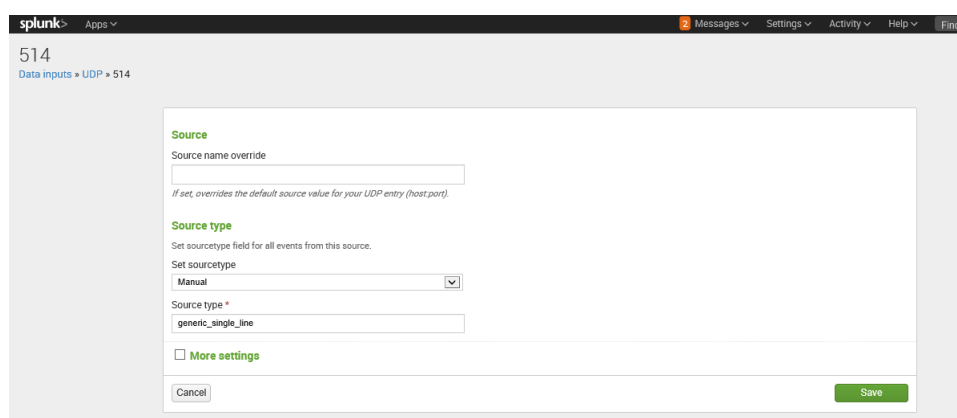 splunk> Apps 2 Messages Settings Activity Help Find
514
Data inputs » UDP » 514
Source
Source name override
If set, overrides the default source value for your UDP entry (host:port).
Source type
Set sourcetype field for all events from this source.
Set sourcetype
Manual
Source type *
generic_single_line
More settings
Cancel Save